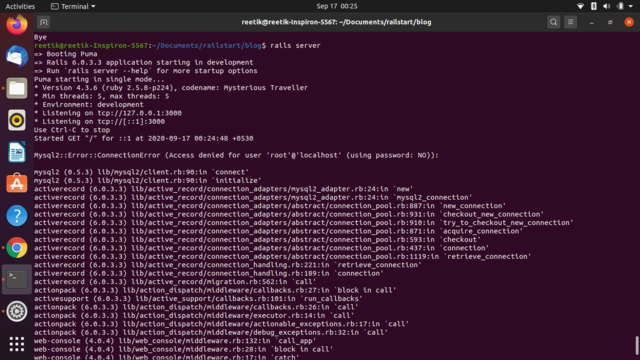 Activities
Terminal
Sep 17 00:25
reetik@reetik-Inspiron-5567: ~/Documents/railstart/blog
Bye
reetik@reetik-Inspiron-5567:~/Documents/railstart/blog$ rails server
=> Booting Puma
=> Rails 6.0.3.3 application starting in development
=> Run `rails server --help` for more startup options
Puma starting in single mode...
* Version 4.3.6 (ruby 2.5.8-p224), codename: Mysterious Traveller
* Min threads: 5, max threads: 5
* Environment: development
* Listening on tcp://127.0.0.1:3000
* Listening on tcp://[::1]:3000
Use Ctrl-C to stop
Started GET "/" for ::1 at 2020-09-17 00:24:48 +0530
Mysql2::Error::ConnectionError (Access denied for user 'root'@'localhost' (using password: NO)):
mysql2 (0.5.3) lib/mysql2/client.rb:90:in `connect'
mysql2 (0.5.3) lib/mysql2/client.rb:90:in `initialize'
activerecord (6.0.3.3) lib/active_record/connection_adapters/mysql2_adapter.rb:24:in `new'
activerecord (6.0.3.3) lib/active_record/connection_adapters/mysql2_adapter.rb:24:in `mysql2_connection'
activerecord (6.0.3.3) lib/active_record/connection_adapters/abstract/connection_pool.rb:887:in `new_connection'
activerecord (6.0.3.3) lib/active_record/connection_adapters/abstract/connection_pool.rb:931:in `checkout_new_connection'
activerecord (6.0.3.3) lib/active_record/connection_adapters/abstract/connection_pool.rb:910:in `try_to_checkout_new_connection'
activerecord (6.0.3.3) lib/active_record/connection_adapters/abstract/connection_pool.rb:871:in `acquire_connection'
activerecord (6.0.3.3) lib/active_record/connection_adapters/abstract/connection_pool.rb:593:in `checkout'
activerecord (6.0.3.3) lib/active_record/connection_adapters/abstract/connection_pool.rb:437:in `connection'
activerecord (6.0.3.3) lib/active_record/connection_adapters/abstract/connection_pool.rb:1119:in `retrieve_connection'
activerecord (6.0.3.3) lib/active_record/connection_handling.rb:221:in `retrieve_connection'
activerecord (6.0.3.3) lib/active_record/connection_handling.rb:189:in `connection'
activerecord (6.0.3.3) lib/active_record/migration.rb:562:in `call'
actionpack (6.0.3.3) lib/action_dispatch/middleware/callbacks.rb:27:in `block in call'
activesupport (6.0.3.3) lib/active_support/callbacks.rb:101:in `run_callbacks'
actionpack (6.0.3.3) lib/action_dispatch/middleware/callbacks.rb:26:in `call'
actionpack (6.0.3.3) lib/action_dispatch/middleware/executor.rb:14:in `call'
actionpack (6.0.3.3) lib/action_dispatch/middleware/actionable_exceptions.rb:17:in `call'
actionpack (6.0.3.3) lib/action_dispatch/middleware/debug_exceptions.rb:32:in `call'
web-console (4.0.4) lib/web_console/middleware.rb:132:in `call_app'
web-console (4.0.4) lib/web_console/middleware.rb:28:in `block in call'
web-console (4.0.4) lib/web_console/middleware.rb:17:in `catch'